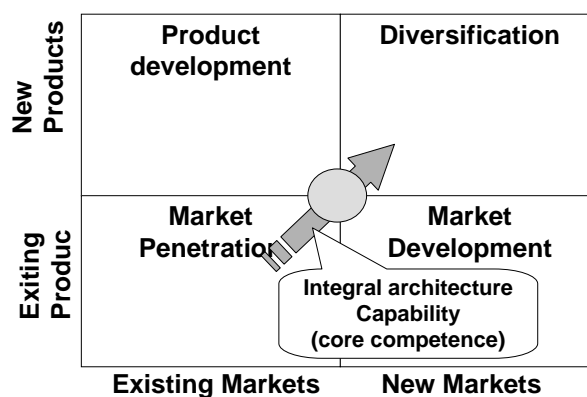 New
Products
Product
development
Diversification
Exiting
Produc
Market
Penetration
Market
Development
Integral architecture
Capability
(core competence)
Existing Markets
New Markets